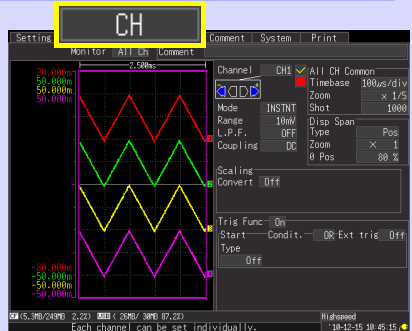 CH
Setting Comment System Print
Monitor All Ch Comment
2.500ms
20.000m
50.000m
50.000m
50.000m
Channel CH1 All CH Common
Timebase 100µs/div
Zoom × 1/5
Shot 1000
Mode INSTNT
Range 10mV
L.P.F. OFF
Coupling DC
Disp Span
Type Pos
Zoom × 1
0 Pos 80 %
Scaling
Convert Off
Trig Func On
Start Condit. OR Ext trig Off
Type
Off
-80.000m
-50.000m
-50.000m
-50.000m
CF (5.3MB/249MB 2.2%) USB ( 26MB/ 30MB 87.2%) Highspeed
Each channel can be set individually. '10-12-15 10:45:15